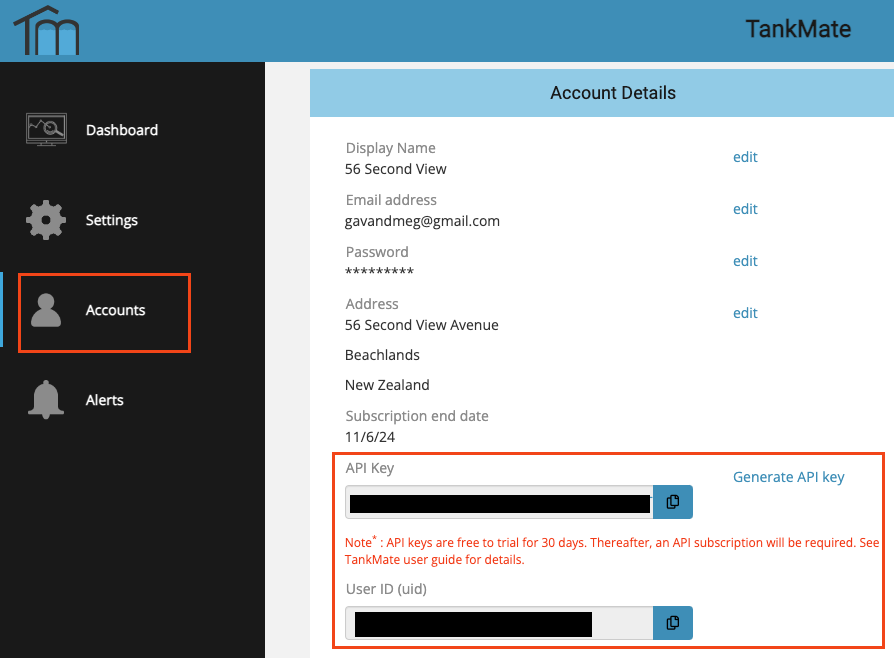 Tm
TankMate
Account Details
Dashboard
Settings
Accounts
Alerts
Display Name
56 Second View
edit
Email address
gavandmeg@gmail.com
edit
Password
*********
edit
Address
56 Second View Avenue
edit
Beachlands
New Zealand
Subscription end date
11/6/24
API Key
Generate API key
Note* : API keys are free to trial for 30 days. Thereafter, an API subscription will be required. See
TankMate user guide for details.
User ID (uid)